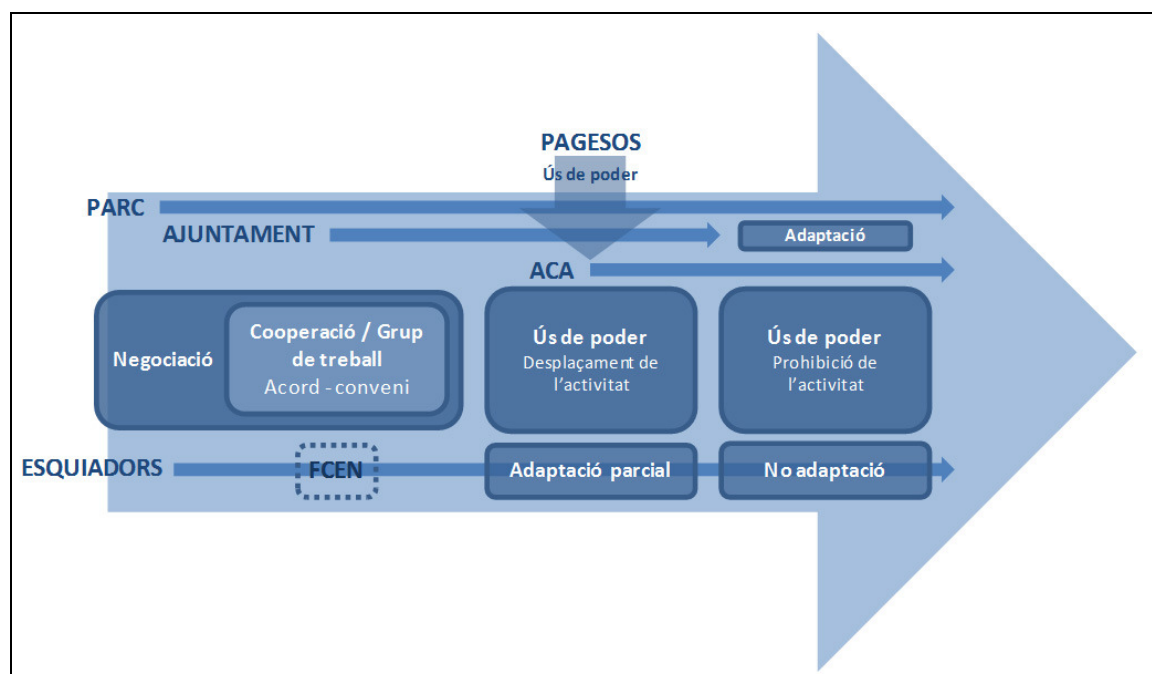 PAGESOS
Ús de poder
PARC
AJUNTAMENT
Adaptació
ACA
Negociació
Cooperació / Grup
de treball
Acord - conveni
Ús de poder
Desplaçament de
l’activitat
Ús de poder
Prohibició de
l’activitat
ESQUIADORS
FCEN
Adaptació parcial
No adaptació